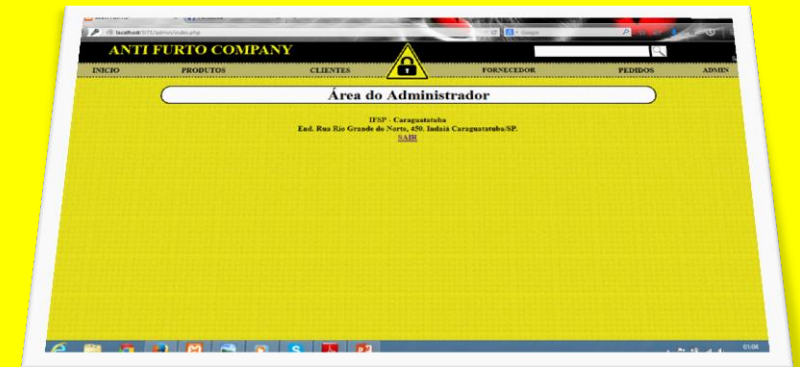 ANTI FURTO COMPANY
INICIO PRODUTOS CLIENTES FORNECEDOR PEDIDOS ADMIN
Área do Administrador
IFSP - Caraguatatuba
End. Rua Rio Grande do Norte, 450. Indaiá Caraguatatuba/SP.
SAIR